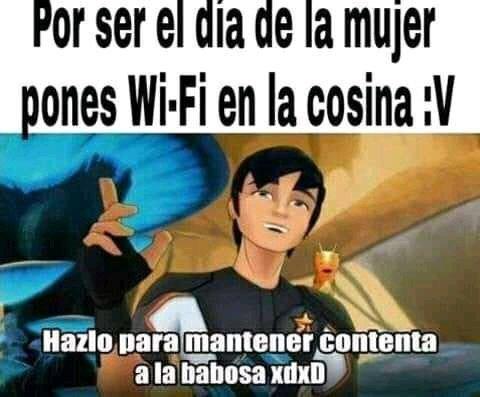 Por ser el día de la mujer
pones Wi-Fi en la cosina :V
Hazlo para mantener contenta
a la babosa xdxD